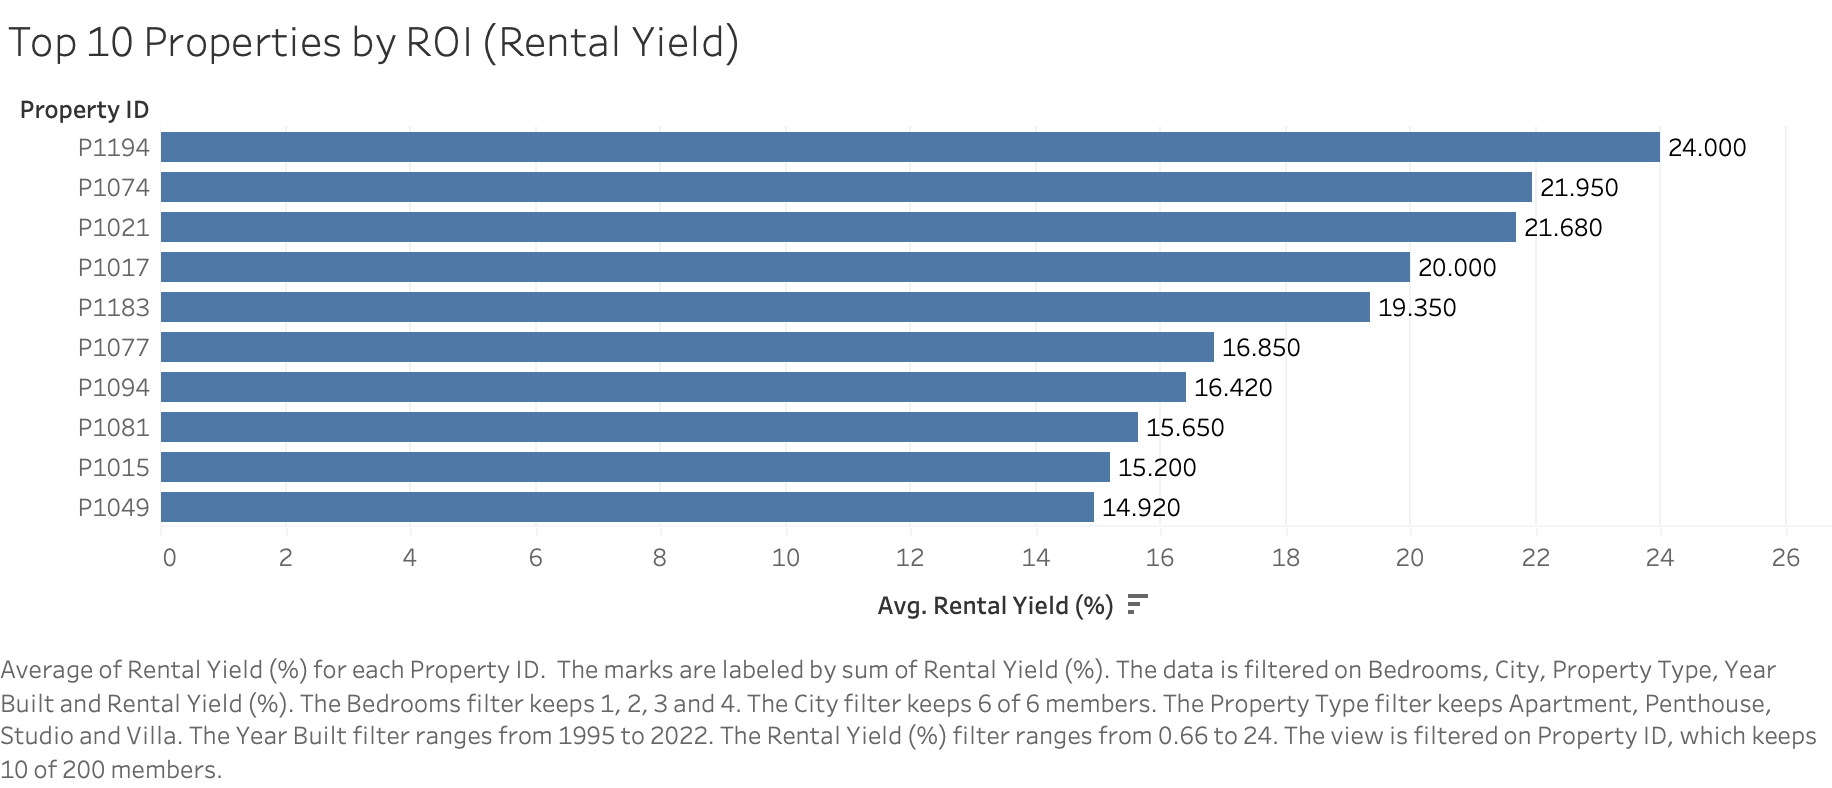 Top 10 Properties by ROI (Rental Yield)
Property ID
P1194 24.000
P1074 21.950
P1021 21.680
P1017 20.000
P1183 19.350
P1077 16.850
P1094 16.420
P1081 15.650
P1015 15.200
P1049 14.920
0 2 4 6 8 10 12 14 16 18 20 22 24 26
Avg. Rental Yield (%)
Average of Rental Yield (%) for each Property ID.  The marks are labeled by sum of Rental Yield (%). The data is filtered on Bedrooms, City, Property Type, Year
Built and Rental Yield (%). The Bedrooms filter keeps 1, 2, 3 and 4. The City filter keeps 6 of 6 members. The Property Type filter keeps Apartment, Penthouse,
Studio and Villa. The Year Built filter ranges from 1995 to 2022. The Rental Yield (%) filter ranges from 0.66 to 24. The view is filtered on Property ID, which keeps
10 of 200 members.